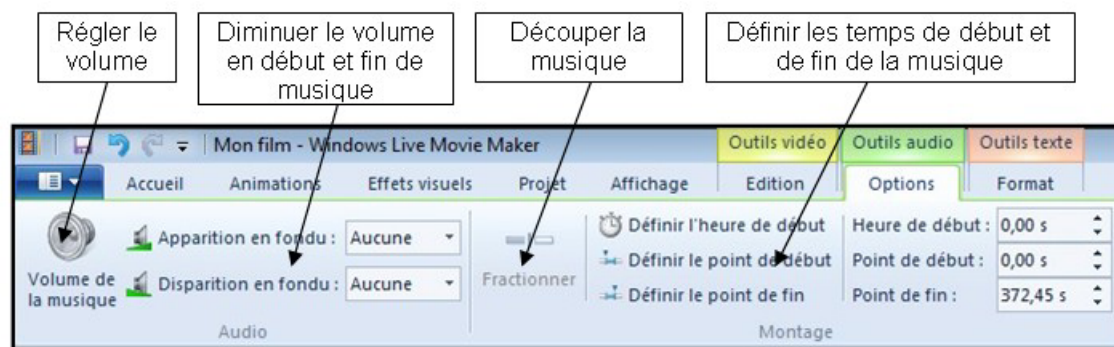 Régler le
volume
Diminuer le volume
en début et fin de
musique
Découper la
musique
Définir les temps de début et
de fin de la musique
Mon film - Windows Live Movie Maker
Outils vidéo
Outils audio
Outils texte
Accueil
Animations
Effets visuels
Projet
Affichage
Edition
Options
Format
Volume de
la musique
Apparition en fondu :
Aucune
Disparition en fondu :
Aucune
Audio
Fractionner
Définir l'heure de début
Définir le point de début
Définir le point de fin
Heure de début :
0,00 s
Point de début :
0,00 s
Point de fin :
372,45 s
Montage